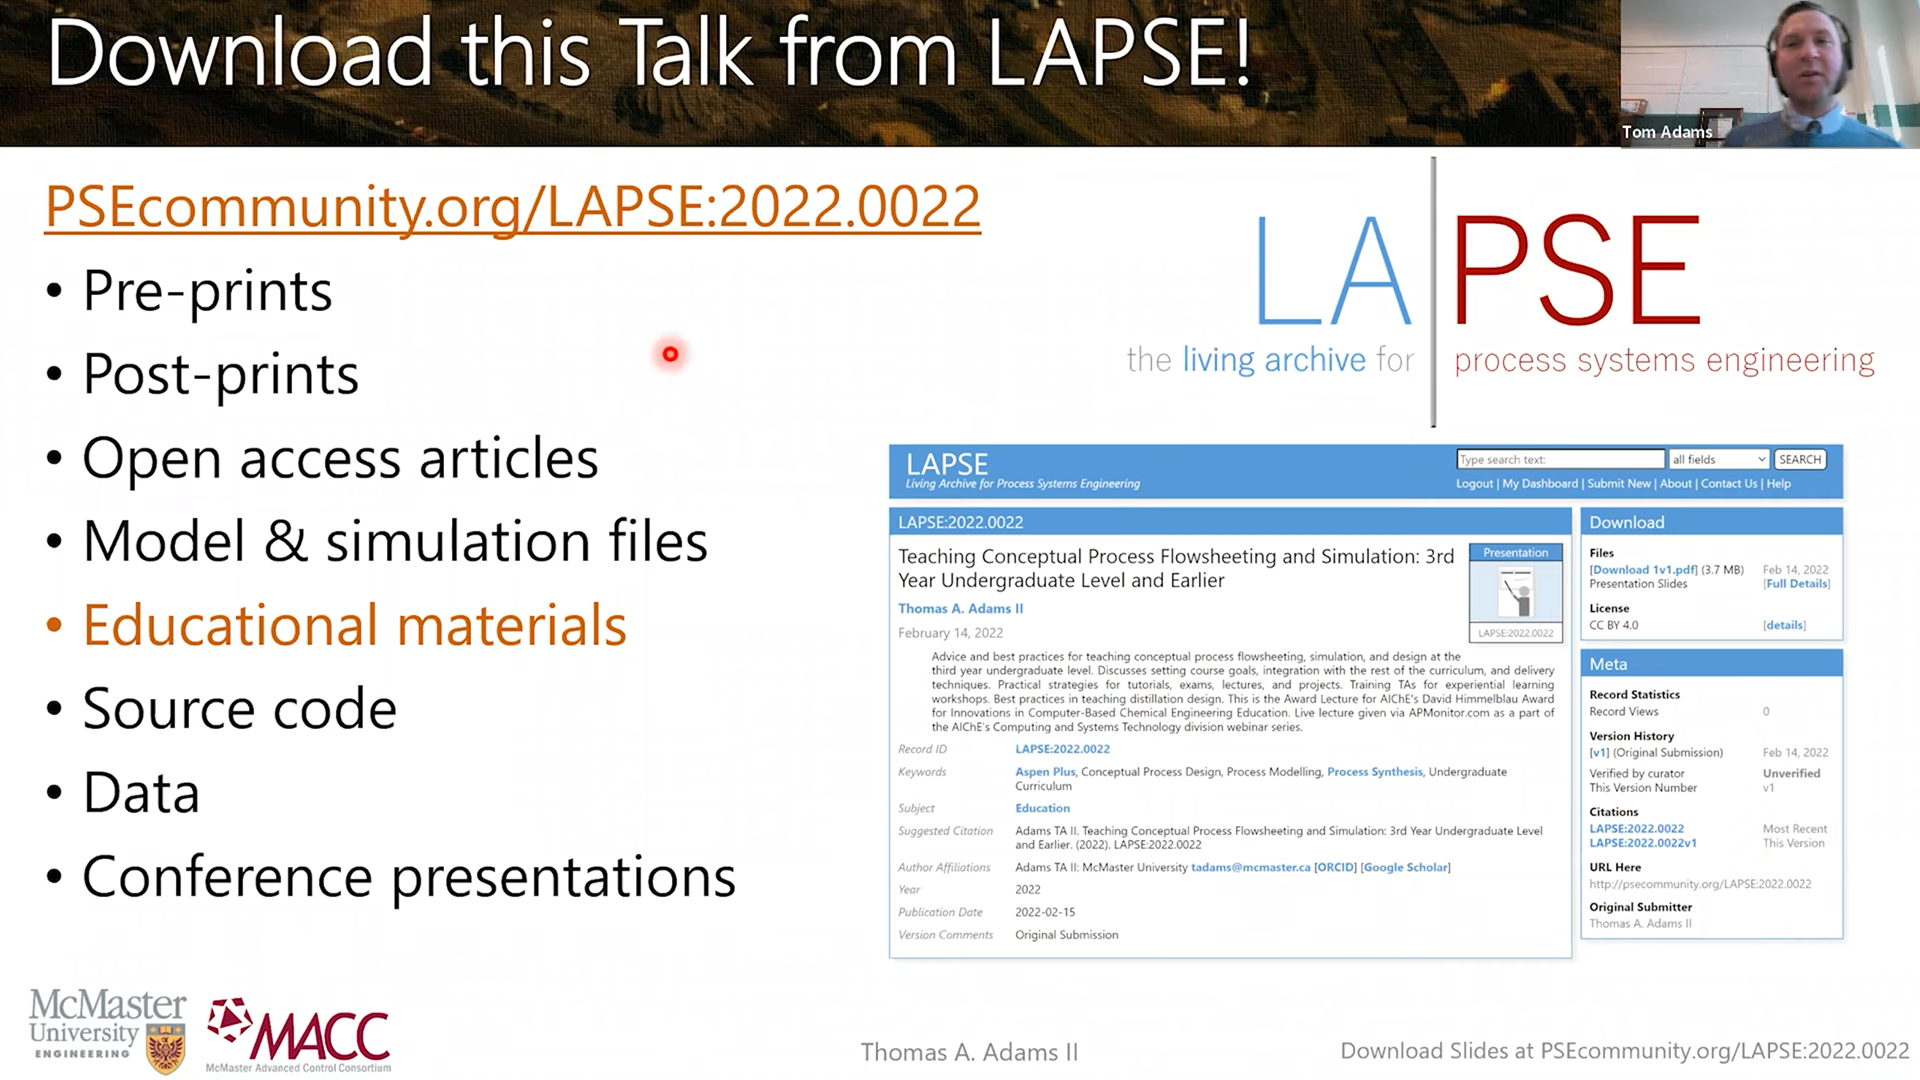 Download this Talk from LAPSE!
Tom Adams
PSEcommunity.org/LAPSE:2022.0022
• Pre-prints
• Post-prints
• Open access articles
• Model & simulation files
• Educational materials
• Source code
• Data
• Conference presentations
LAPSE
the living archive for process systems engineering
LAPSE
Living Archive for Process Systems Engineering
Type search text:
all fields
SEARCH
Logout | My Dashboard | Submit New | About | Contact Us | Help
LAPSE:2022.0022
Teaching Conceptual Process Flowsheeting and Simulation: 3rd
Year Undergraduate Level and Earlier
Presentation
LAPSE:2022.0022
Thomas A. Adams II
February 14, 2022
Advice and best practices for teaching conceptual process flowsheeting, simulation, and design at the
third year undergraduate level. Discusses setting course goals, integration with the rest of the curriculum, and delivery
techniques. Practical strategies for tutorials, exams, lectures, and projects. Training TAs for experiential learning
workshops. Best practices in teaching distillation design. This is the Award Lecture for AIChE's David Himmelblau Award
for Innovations in Computer-Based Chemical Engineering Education. Live lecture given via APMonitor.com as a part of
the AIChE's Computing and Systems Technology division webinar series.
Record ID LAPSE:2022.0022
Keywords Aspen Plus, Conceptual Process Design, Process Modelling, Process Synthesis, Undergraduate
Curriculum
Subject Education
Suggested Citation Adams TA II. Teaching Conceptual Process Flowsheeting and Simulation: 3rd Year Undergraduate Level
and Earlier. (2022). LAPSE:2022.0022
Author Affiliations Adams TA II: McMaster University tadams@mcmaster.ca [ORCID] [Google Scholar]
Year 2022
Publication Date 2022-02-15
Version Comments Original Submission
Download
Files
[Download 1v1.pdf] (3.7 MB) Feb 14, 2022
Presentation Slides [Full Details]
License
CC BY 4.0 [details]
Meta
Record Statistics
Record Views 0
Version History
[v1] (Original Submission) Feb 14, 2022
Verified by curator Unverified
This Version Number v1
Citations
LAPSE:2022.0022 Most Recent
LAPSE:2022.0022v1 This Version
URL Here
http://psecommunity.org/LAPSE:2022.0022
Original Submitter
Thomas A. Adams II
McMaster
University
ENGINEERING
MACC
McMaster Advanced Control Consortium
Thomas A. Adams II
Download Slides at PSEcommunity.org/LAPSE:2022.0022